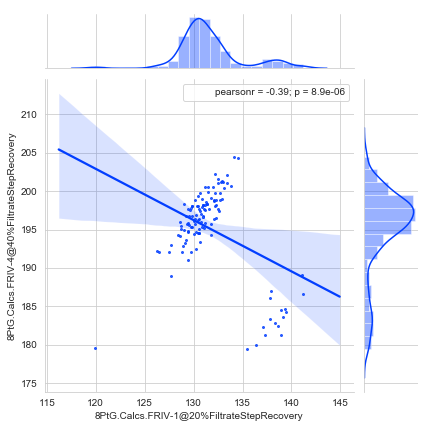 pearsonr = -0.39; p = 8.9e-06
210
205
200
195
190
185
180
175
8PtG.Calcs.FRIV-4@40%FiltrateStepRecovery
115 120 125 130 135 140 145
8PtG.Calcs.FRIV-1@20%FiltrateStepRecovery